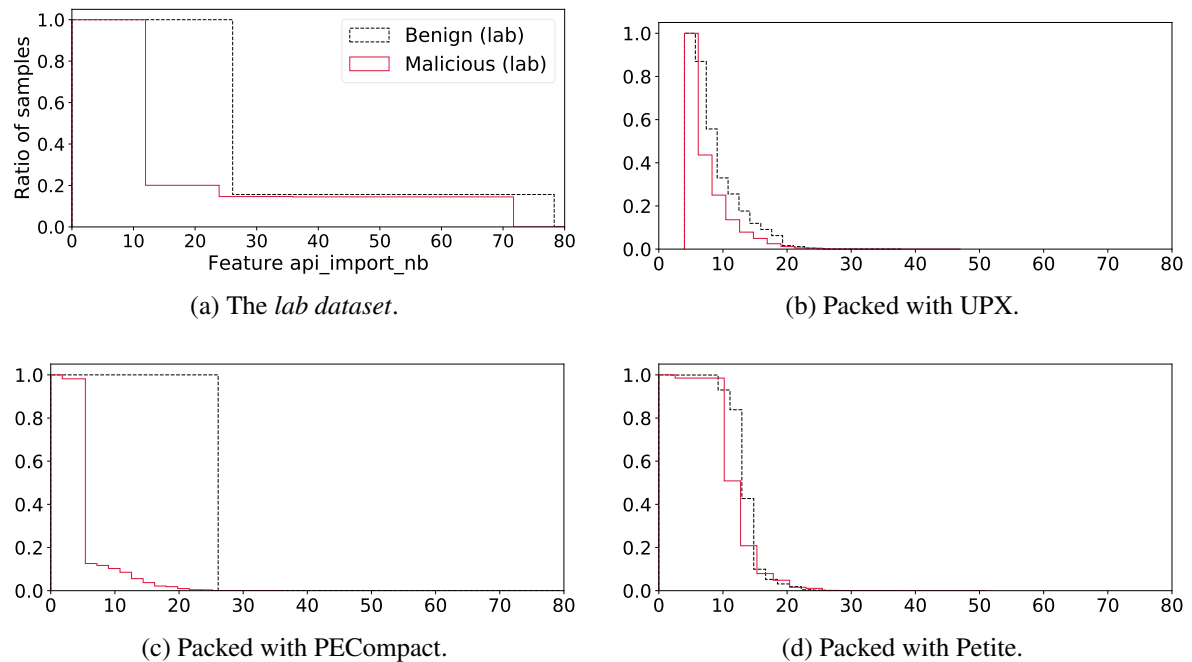 1.0
0.8
0.6
0.4
0.2
0.0
Ratio of samples
Benign (lab)
Malicious (lab)
0 10 20 30 40 50 60 70 80
Feature api_import_nb
(a) The lab dataset.
1.0
0.8
0.6
0.4
0.2
0.0
0 10 20 30 40 50 60 70 80
(b) Packed with UPX.
1.0
0.8
0.6
0.4
0.2
0.0
0 10 20 30 40 50 60 70 80
(c) Packed with PECompact.
1.0
0.8
0.6
0.4
0.2
0.0
0 10 20 30 40 50 60 70 80
(d) Packed with Petite.